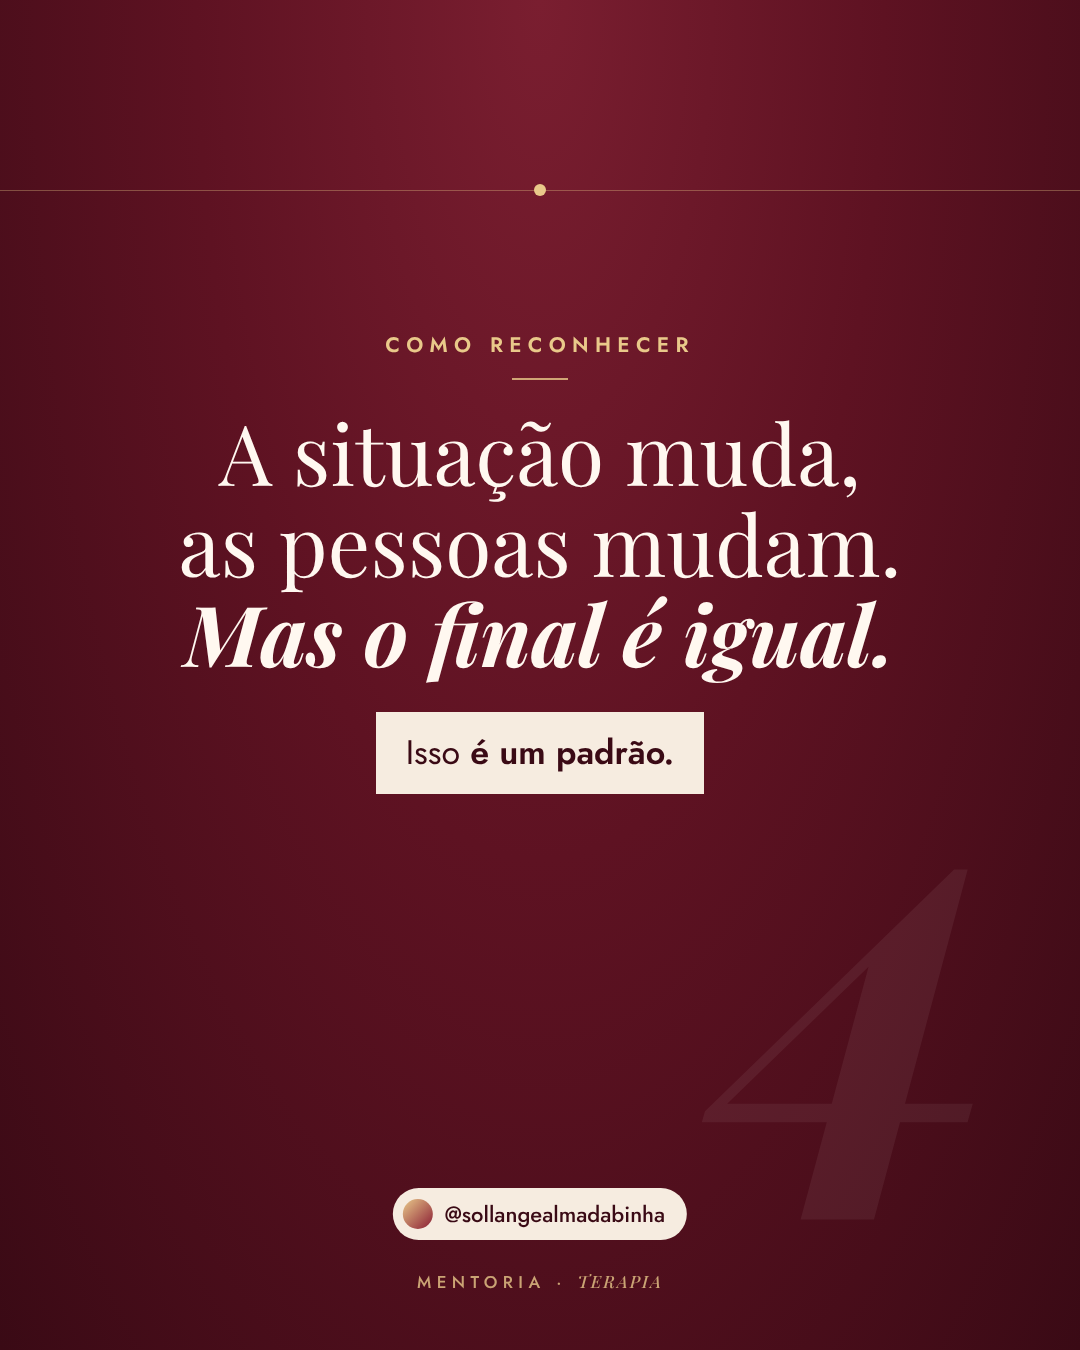 COMO RECONHECER
A situação muda,
as pessoas mudam.
Mas o final é igual.
Isso é um padrão.
4
@sollangealmadabinha
MENTORIA · TERAPIA